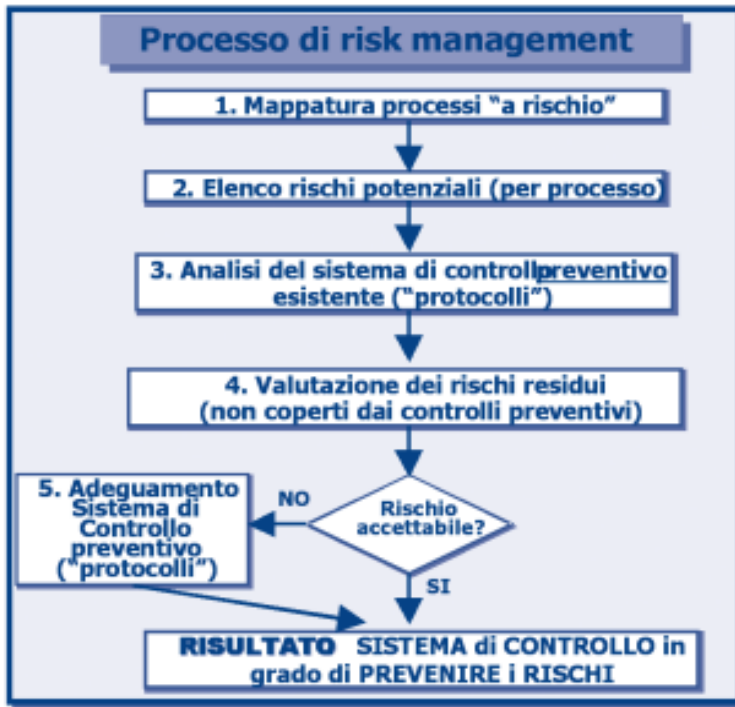 Processo di risk management
1. Mappatura processi “a rischio”
2. Elenco rischi potenziali (per processo)
3. Analisi del sistema di controllo preventivo
esistente (“protocolli”)
4. Valutazione dei rischi residui
(non coperti dai controlli preventivi)
5. Adeguamento
Sistema di
Controllo
preventivo
(“protocolli”)
NO
Rischio
accettabile?
SI
RISULTATO SISTEMA di CONTROLLO in
grado di PREVENIRE i RISCHI